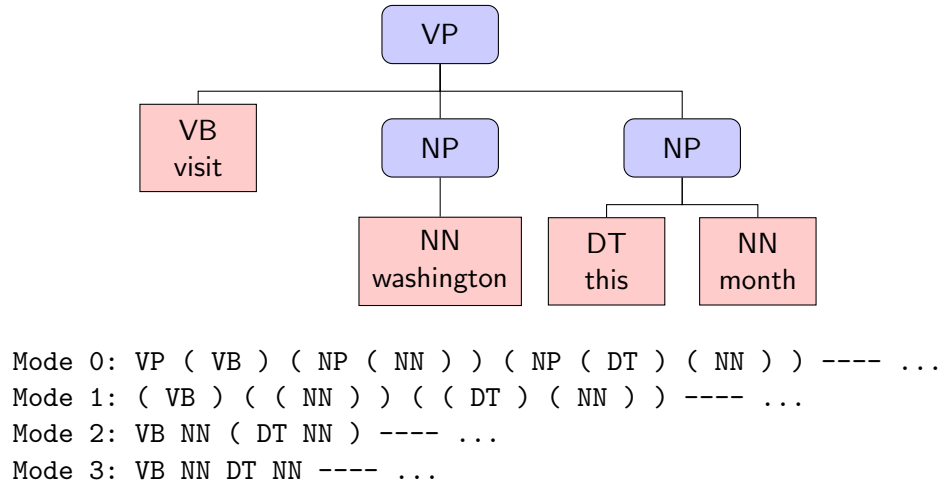 VP
VB
visit
NP
NP
NN
washington
DT
this
NN
month
Mode 0: VP ( VB ) ( NP ( NN ) ) ( NP ( DT ) ( NN ) ) ---- ...
Mode 1: ( VB ) ( ( NN ) ) ( ( DT ) ( NN ) ) ---- ...
Mode 2: VB NN ( DT NN ) ---- ...
Mode 3: VB NN DT NN ---- ...